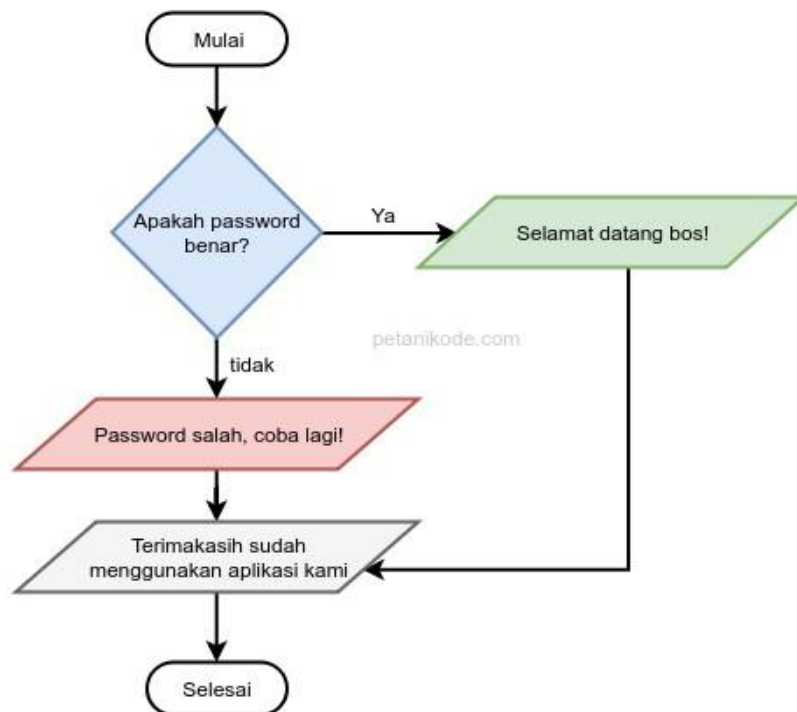 Mulai
Apakah password
benar?
Ya
Selamat datang bos!
petanikode.com
tidak
Password salah, coba lagi!
Terimakasih sudah
menggunakan aplikasi kami
Selesai